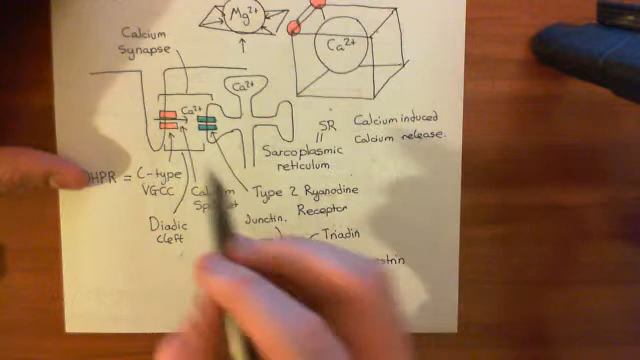 Mg²⁺
Ca²⁺
Calcium
Synapse
Ca²⁺
Ca²⁺
SR
=
Sarcoplasmic
reticulum
Calcium induced
Calcium release.
DHPR = L-type
VGCC
Type 2 Ryanodine
Receptor
Diadic
cleft
Junctin.
Triadin